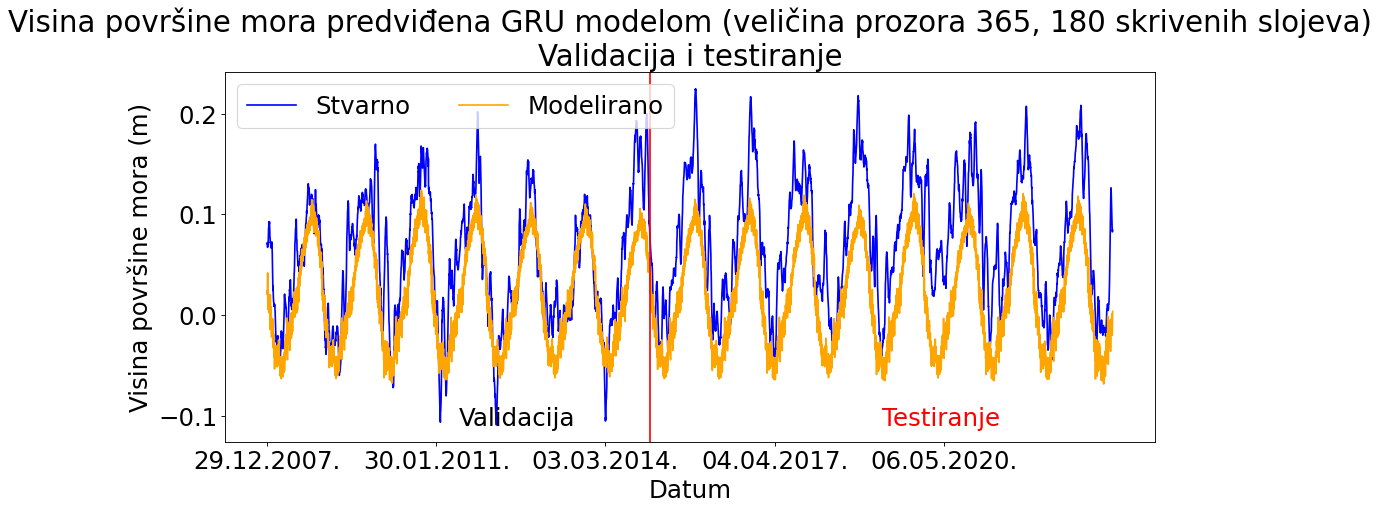 Visina površine mora predviđena GRU modelom (veličina prozora 365, 180 skrivenih slojeva)
Validacija i testiranje
Stvarno
Modelirano
Visina površine mora (m)
0.2
0.1
0.0
−0.1
Validacija
Testiranje
29.12.2007.
30.01.2011.
03.03.2014.
04.04.2017.
06.05.2020.
Datum